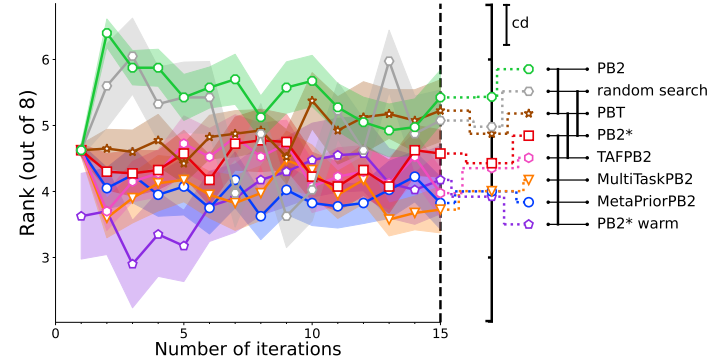 Rank (out of 8)
6
5
4
3
0
5
10
15
Number of iterations
cd
PB2
random search
PBT
PB2*
TAFPB2
MultiTaskPB2
MetaPriorPB2
PB2* warm